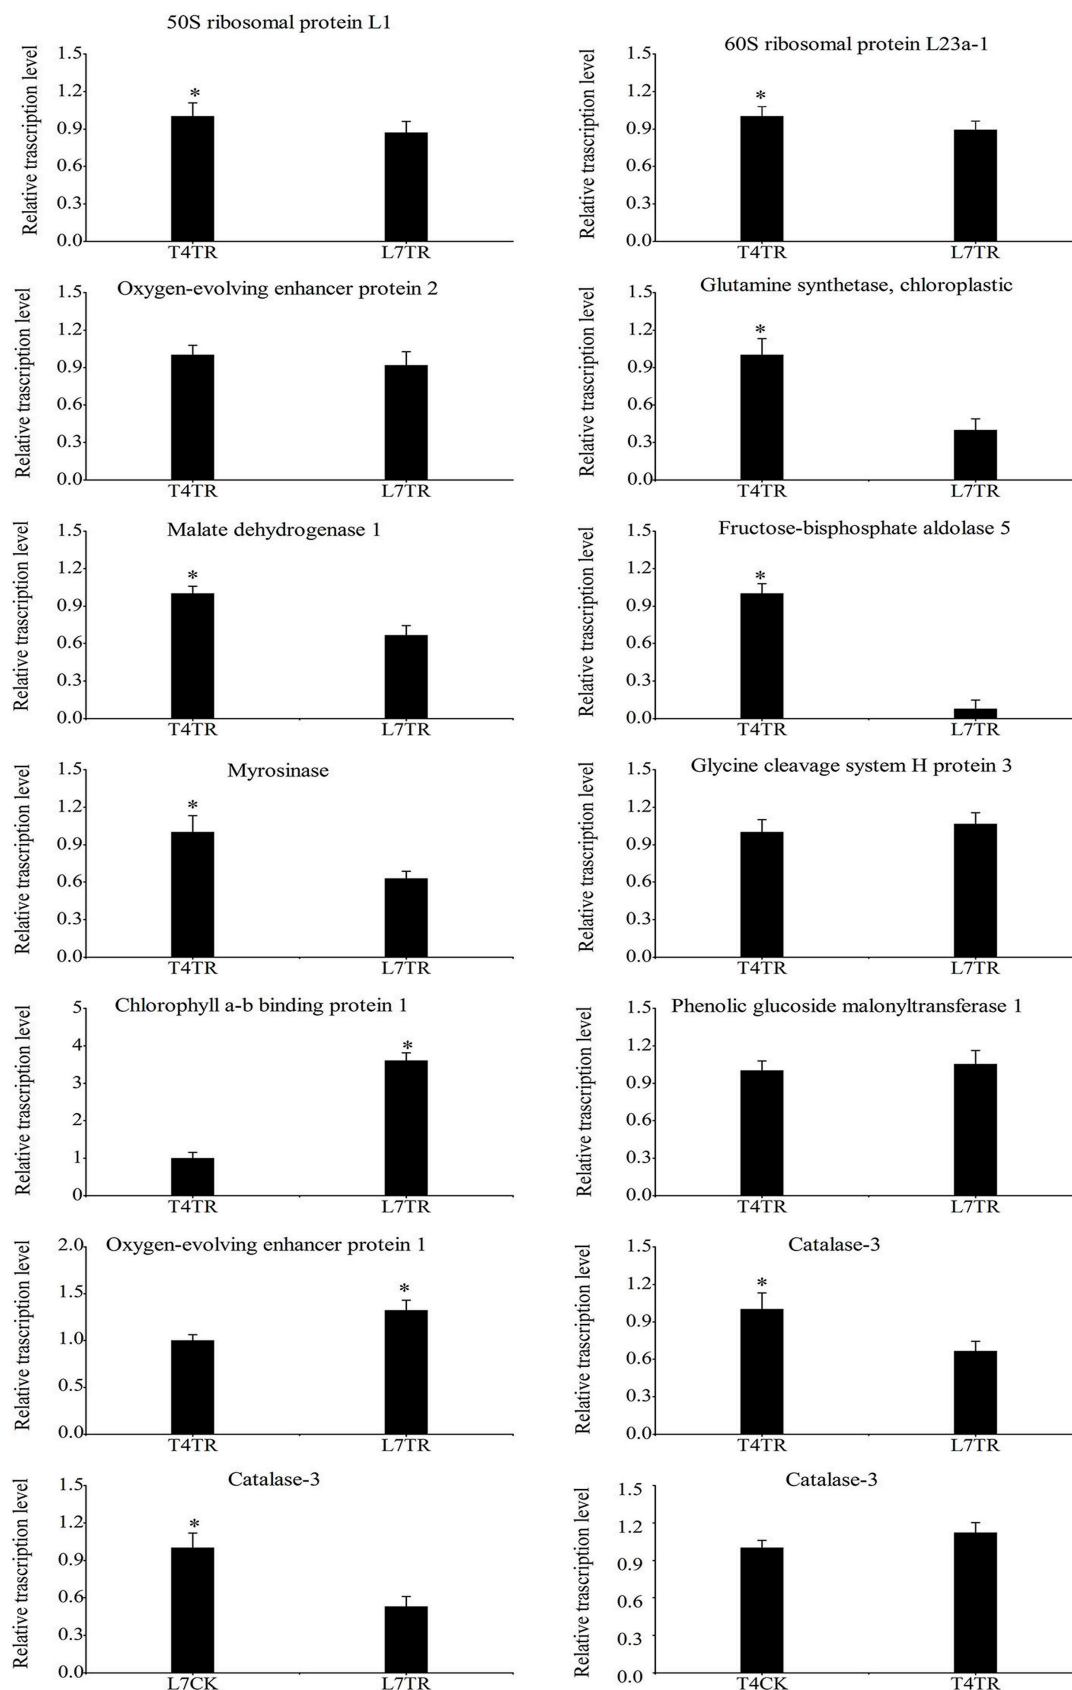 50S ribosomal protein L1
Relative trascription level
1.5
1.2
0.9
0.6
0.3
0.0
*
T4TR L7TR
60S ribosomal protein L23a-1
Relative trascription level
1.5
1.2
0.9
0.6
0.3
0.0
*
T4TR L7TR
Oxygen-evolving enhancer protein 2
Relative trascription level
1.5
1.2
0.9
0.6
0.3
0.0
T4TR L7TR
Glutamine synthetase, chloroplastic
Relative trascription level
1.5
1.2
0.9
0.6
0.3
0.0
*
T4TR L7TR
Malate dehydrogenase 1
Relative trascription level
1.5
1.2
0.9
0.6
0.3
0.0
*
T4TR L7TR
Fructose-bisphosphate aldolase 5
Relative trascription level
1.5
1.2
0.9
0.6
0.3
0.0
*
T4TR L7TR
Myrosinase
Relative trascription level
1.5
1.2
0.9
0.6
0.3
0.0
*
T4TR L7TR
Glycine cleavage system H protein 3
Relative trascription level
1.5
1.2
0.9
0.6
0.3
0.0
T4TR L7TR
Chlorophyll a-b binding protein 1
Relative trascription level
5
4
3
2
1
0
*
T4TR L7TR
Phenolic glucoside malonyltransferase 1
Relative trascription level
1.5
1.2
0.9
0.6
0.3
0.0
T4TR L7TR
Oxygen-evolving enhancer protein 1
Relative trascription level
2.0
1.5
1.0
0.5
0.0
*
T4TR L7TR
Catalase-3
Relative trascription level
1.5
1.2
0.9
0.6
0.3
0.0
*
T4TR L7TR
Catalase-3
Relative trascription level
1.5
1.2
0.9
0.6
0.3
0.0
*
L7CK L7TR
Catalase-3
Relative trascription level
1.5
1.2
0.9
0.6
0.3
0.0
T4CK T4TR